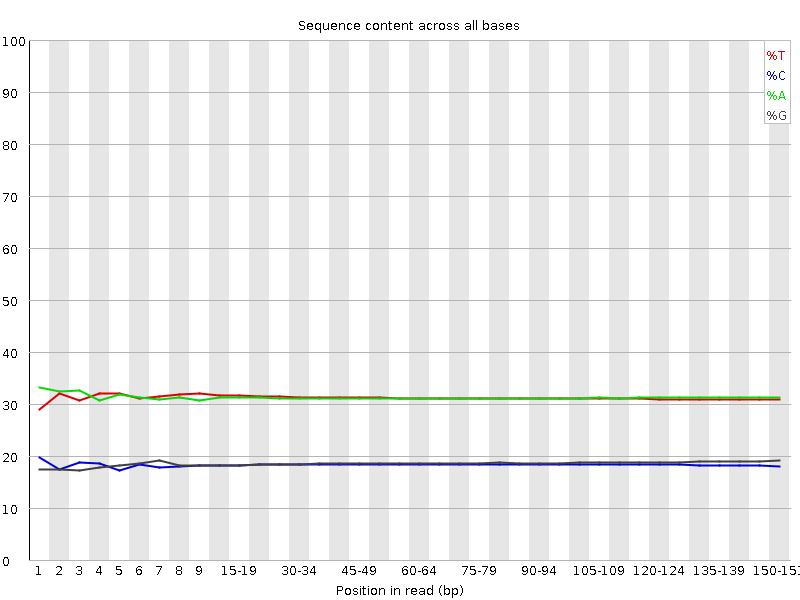 Sequence content across all bases
100
90
80
70
60
50
40
30
20
10
0
%T
%C
%A
%G
1 2 3 4 5 6 7 8 9 15-19 30-34 45-49 60-64 75-79 90-94 105-109 120-124 135-139 150-151
Position in read (bp)